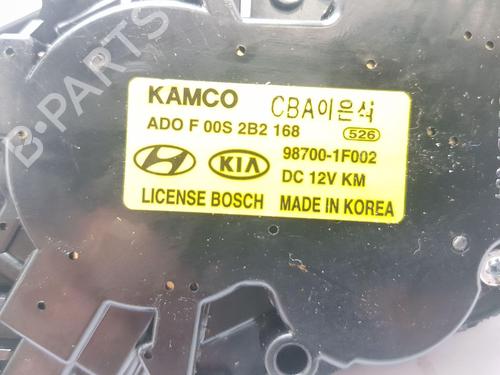 KAMCO CBA이은식
ADO F 00S 2B2 168 526
KIA 98700-1F002
DC 12V KM
LICENSE BOSCH MADE IN KOREA
B-PARTS